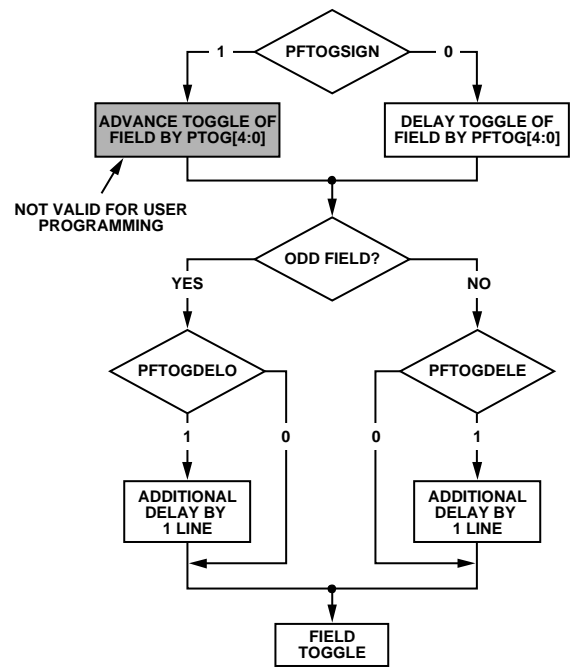 PFTOGSIGN
1
0
ADVANCE TOGGLE OF
FIELD BY PTOG[4:0]
DELAY TOGGLE OF
FIELD BY PFTOG[4:0]
NOT VALID FOR USER
PROGRAMMING
ODD FIELD?
YES
NO
PFTOGDELO
PFTOGDELE
1
0
0
1
ADDITIONAL
DELAY BY
1 LINE
ADDITIONAL
DELAY BY
1 LINE
FIELD
TOGGLE